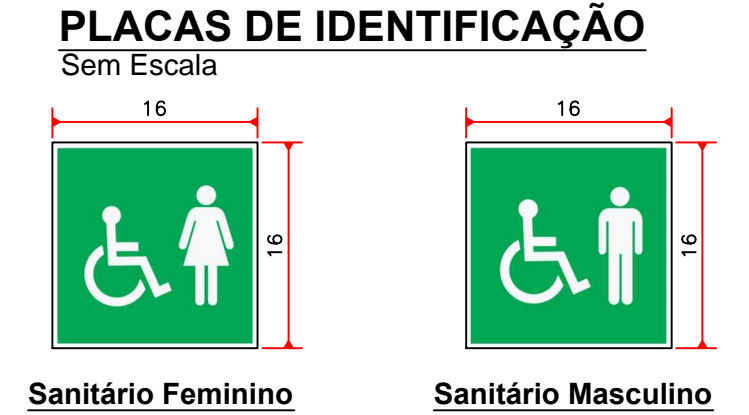 PLACAS DE IDENTIFICAÇÃO
Sem Escala
16
16
16
16
Sanitário Feminino
Sanitário Masculino